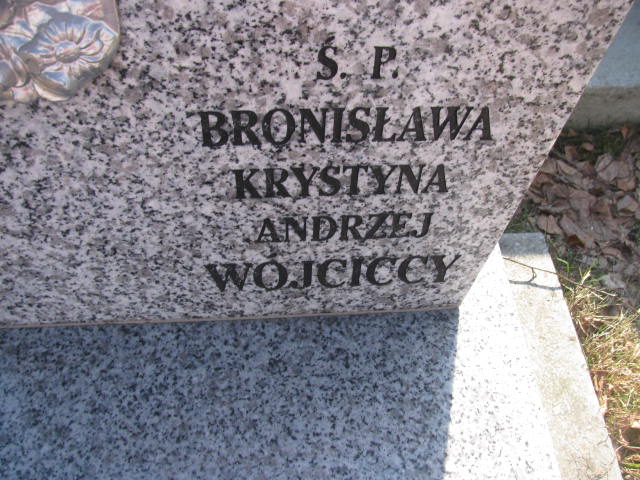 Ś. P.
BRONISŁAWA
KRYSTYNA
ANDRZEJ
WÓJCICCY